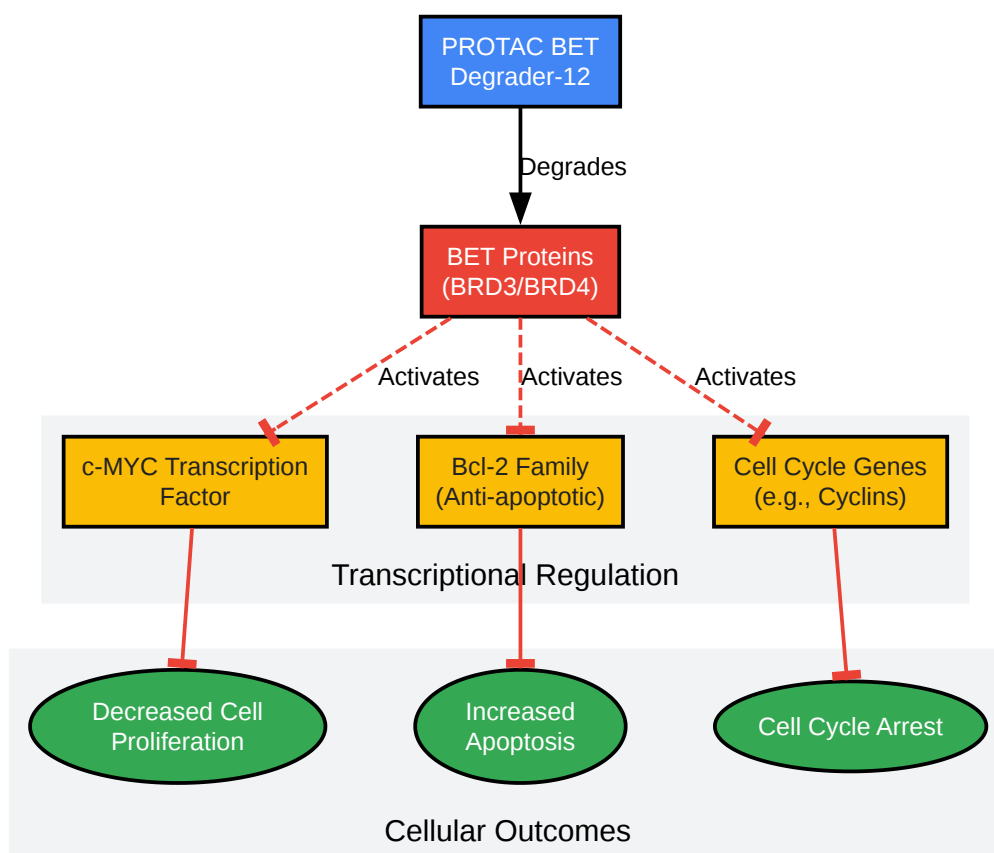 PROTAC BET
Degrader-12
Degrades
BET Proteins
(BRD3/BRD4)
Activates
Activates
Activates
c-MYC Transcription
Factor
Bcl-2 Family
(Anti-apoptotic)
Cell Cycle Genes
(e.g., Cyclins)
Transcriptional Regulation
Decreased Cell
Proliferation
Increased
Apoptosis
Cell Cycle Arrest
Cellular Outcomes